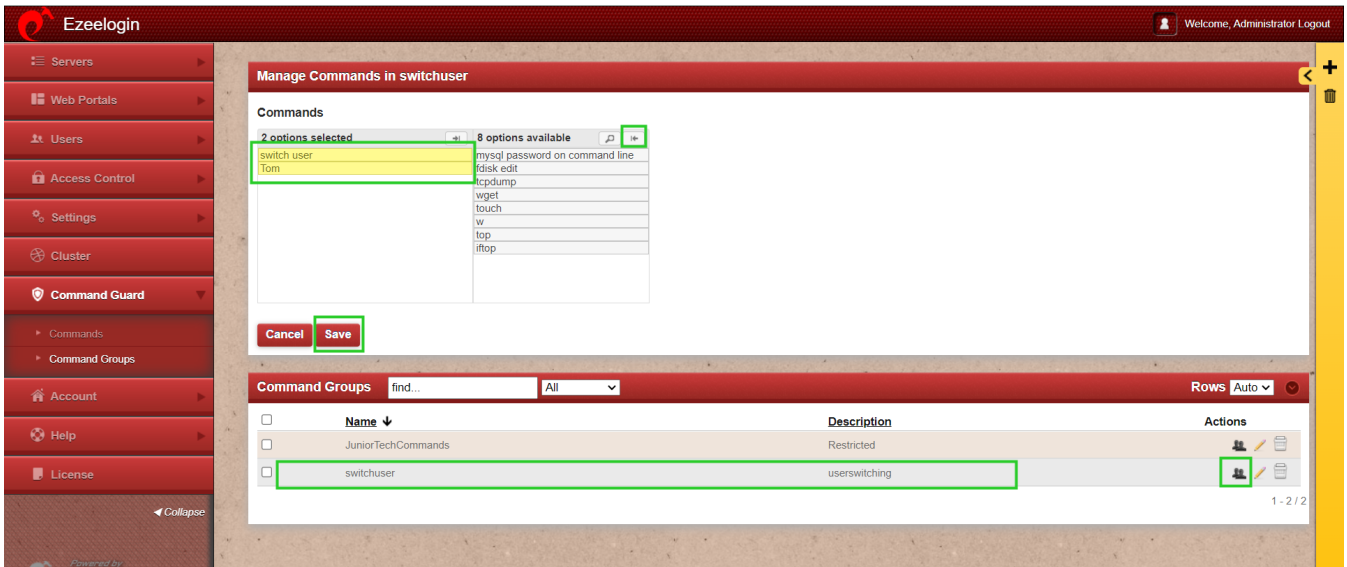 Ezeelogin
Welcome, Administrator Logout
Servers
Web Portals
Users
Access Control
Settings
Cluster
Command Guard
Commands
Command Groups
Account
Help
License
Collapse
Powered by
Manage Commands in switchuser
Commands
2 options selected
8 options available
switch user
Tom
mysql password on command line
fdisk edit
tcpdump
wget
touch
w
top
iftop
Cancel Save
Command Groups find... All Rows Auto
Name Description Actions
JuniorTechCommands Restricted
switchuser userswitching
1 - 2 / 2